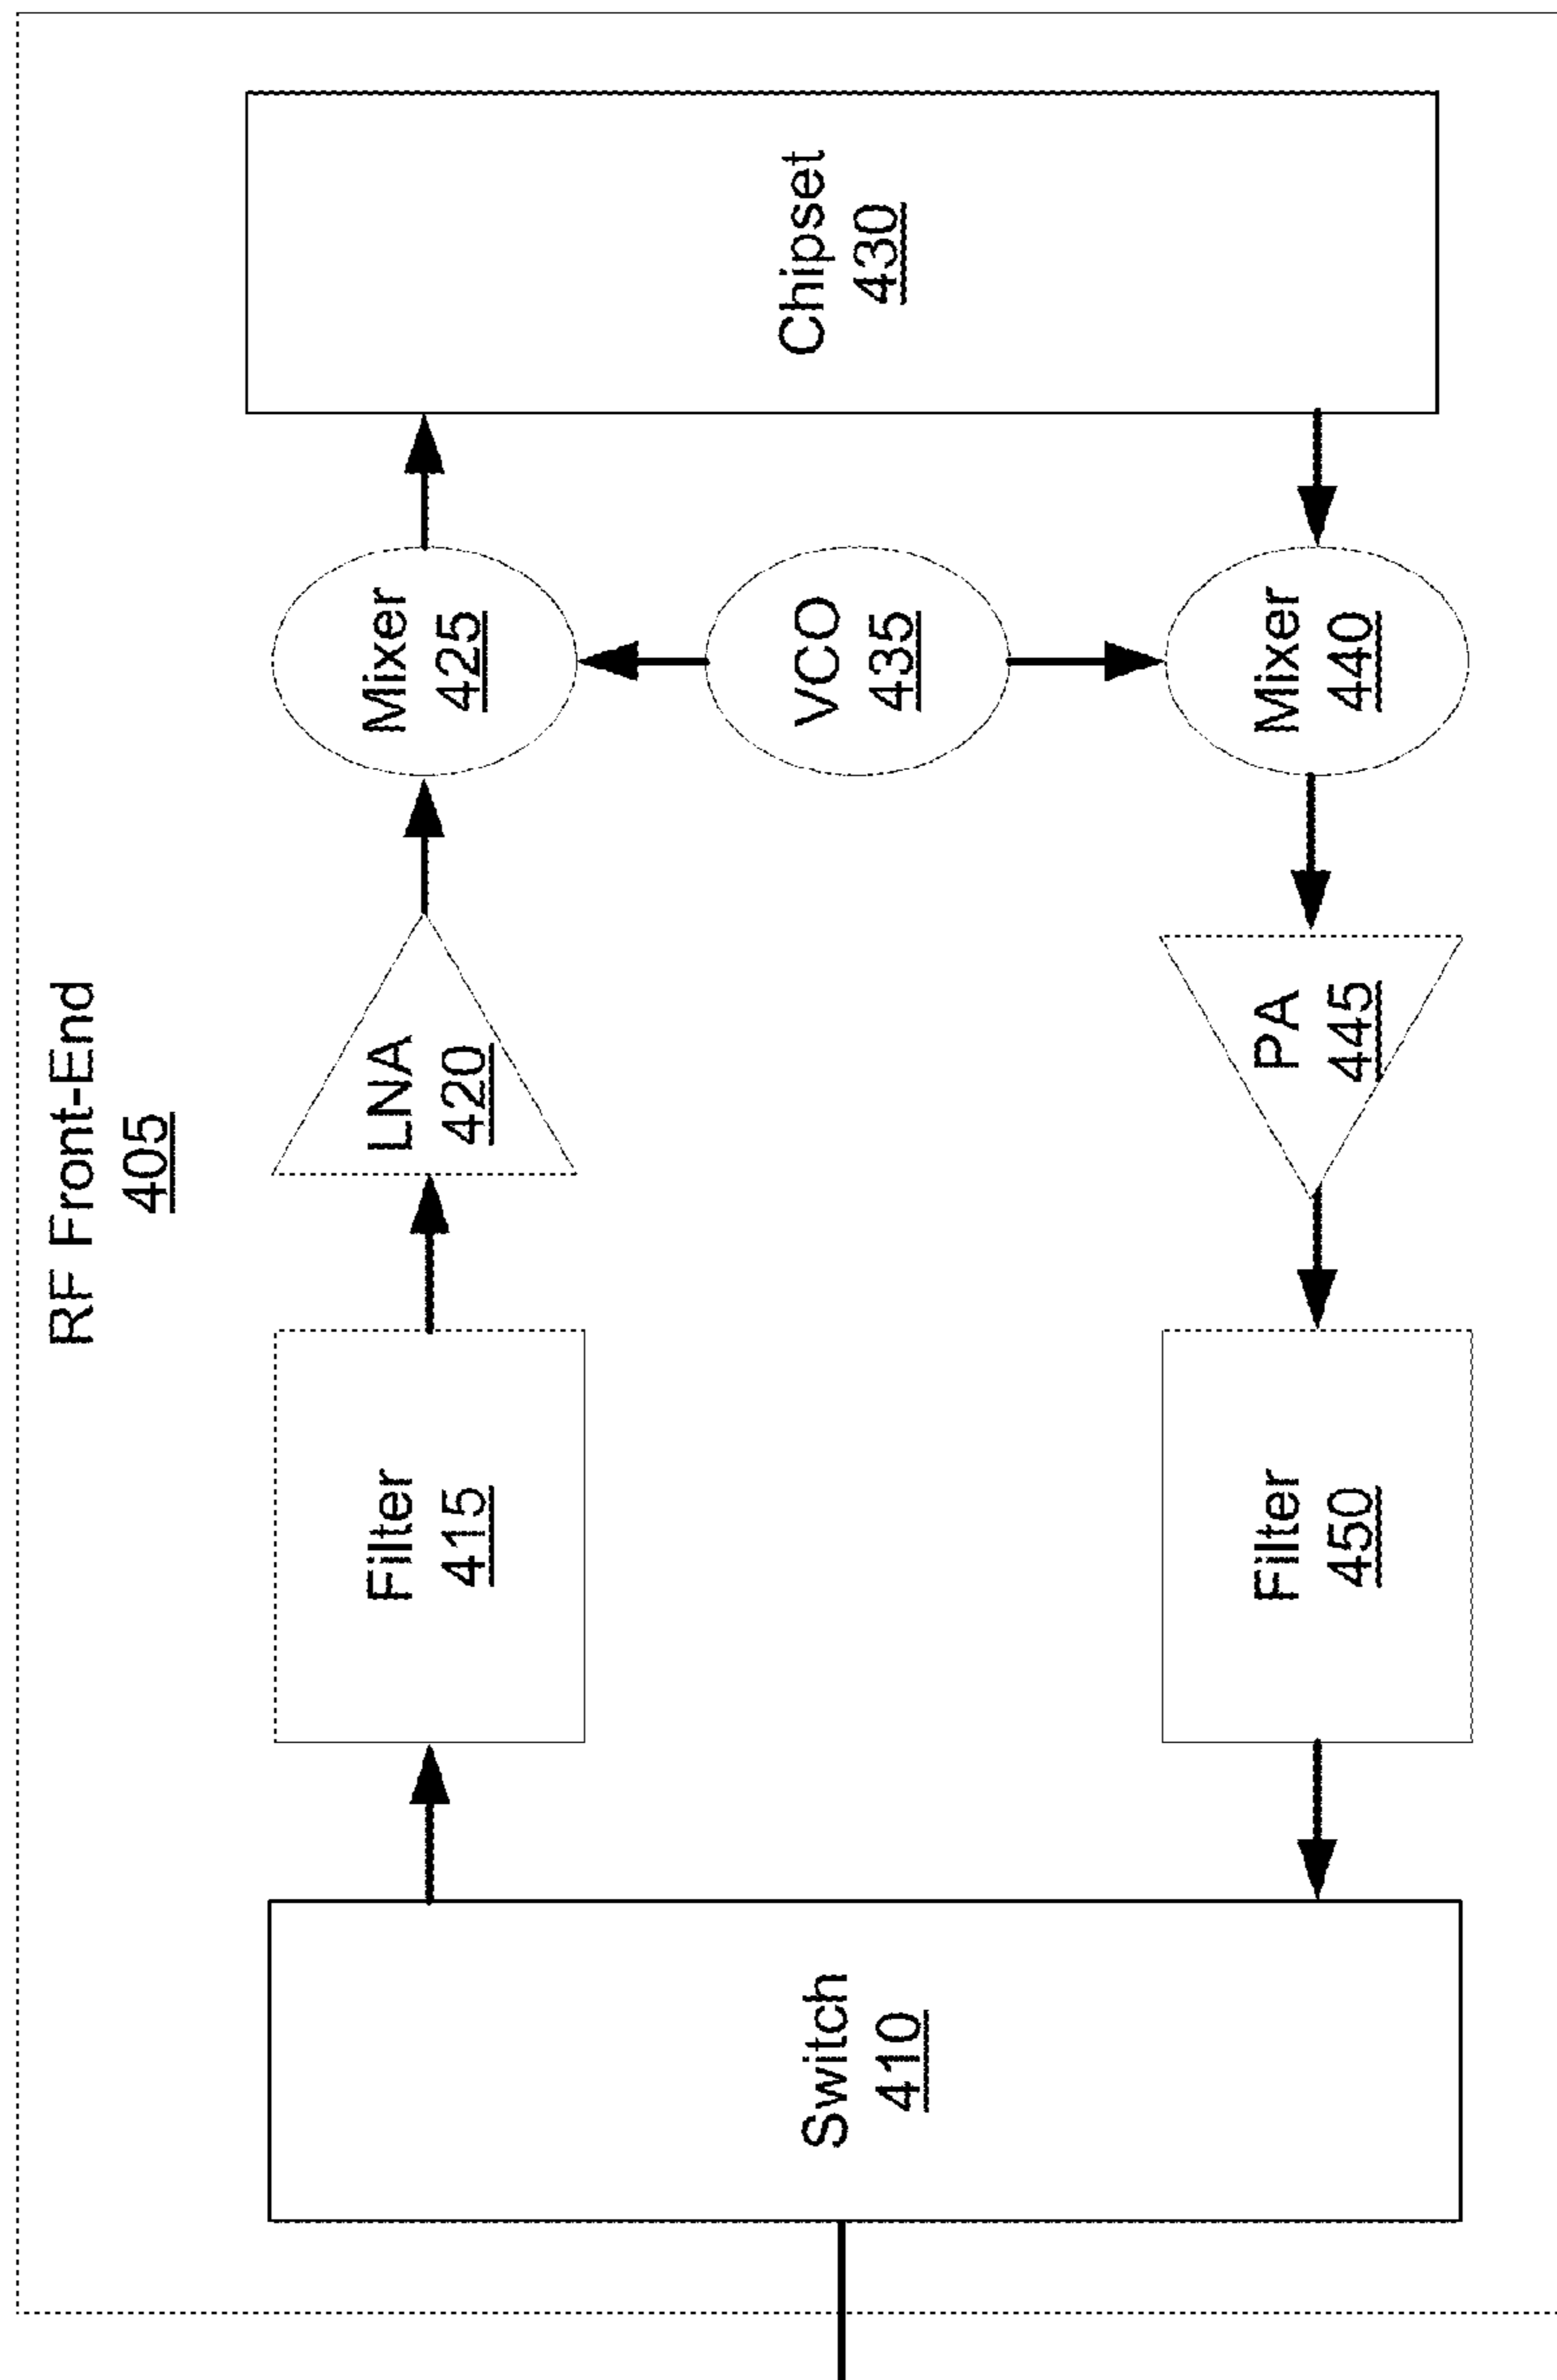 RF Front-End
405
Switch
410
Filter
415
LNA
420
Mixer
425
Chipset
430
VCO
435
Mixer
440
PA
445
Filter
450